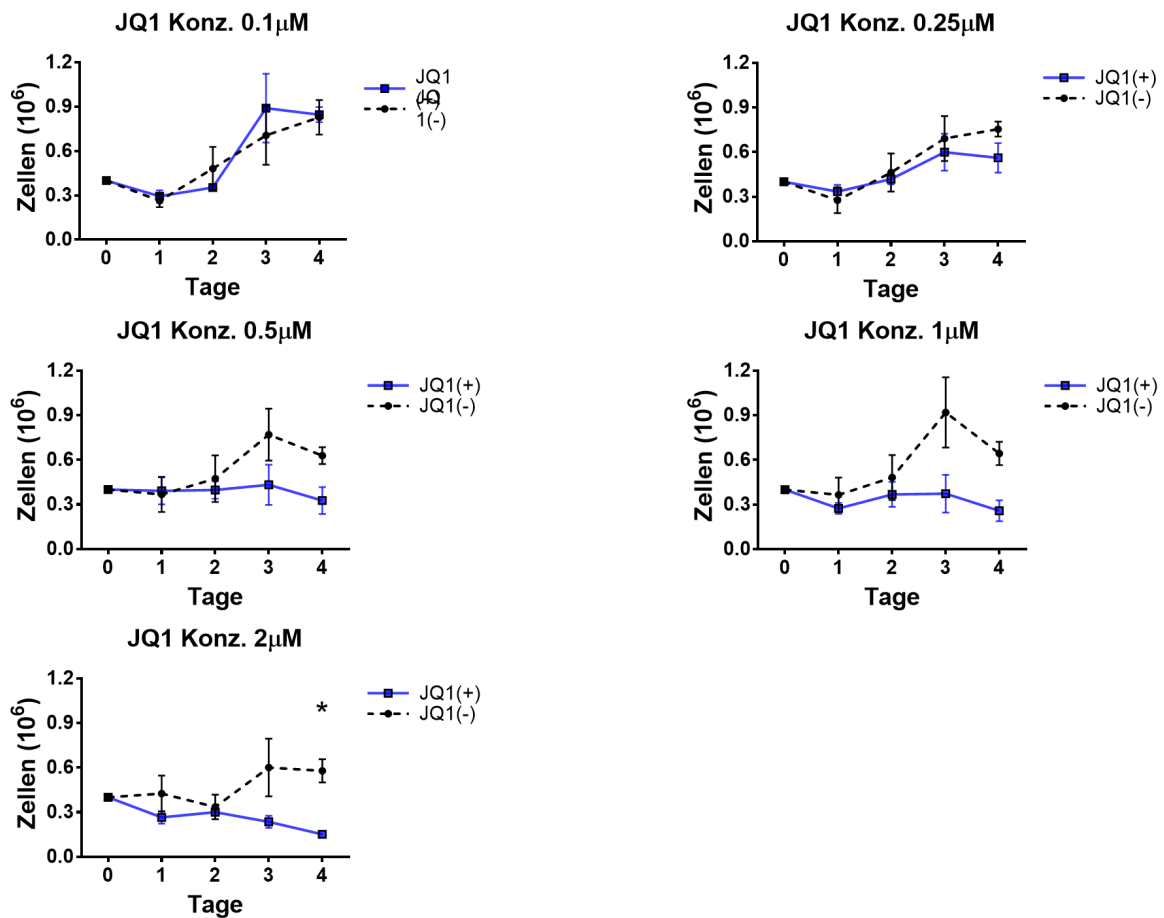 JQ1 Konz. 0.1μM
1.2
0.9
0.6
0.3
0.0
Zellen (10⁶)
0 1 2 3 4
Tage
JQ1
(+)
JQ
1(-)
JQ1 Konz. 0.25μM
1.2
0.9
0.6
0.3
0.0
Zellen (10⁶)
0 1 2 3 4
Tage
JQ1(+)
JQ1(-)
JQ1 Konz. 0.5μM
1.2
0.9
0.6
0.3
0.0
Zellen (10⁶)
0 1 2 3 4
Tage
JQ1(+)
JQ1(-)
JQ1 Konz. 1μM
1.2
0.9
0.6
0.3
0.0
Zellen (10⁶)
0 1 2 3 4
Tage
JQ1(+)
JQ1(-)
JQ1 Konz. 2μM
1.2
0.9
0.6
0.3
0.0
Zellen (10⁶)
0 1 2 3 4
Tage
*
JQ1(+)
JQ1(-)